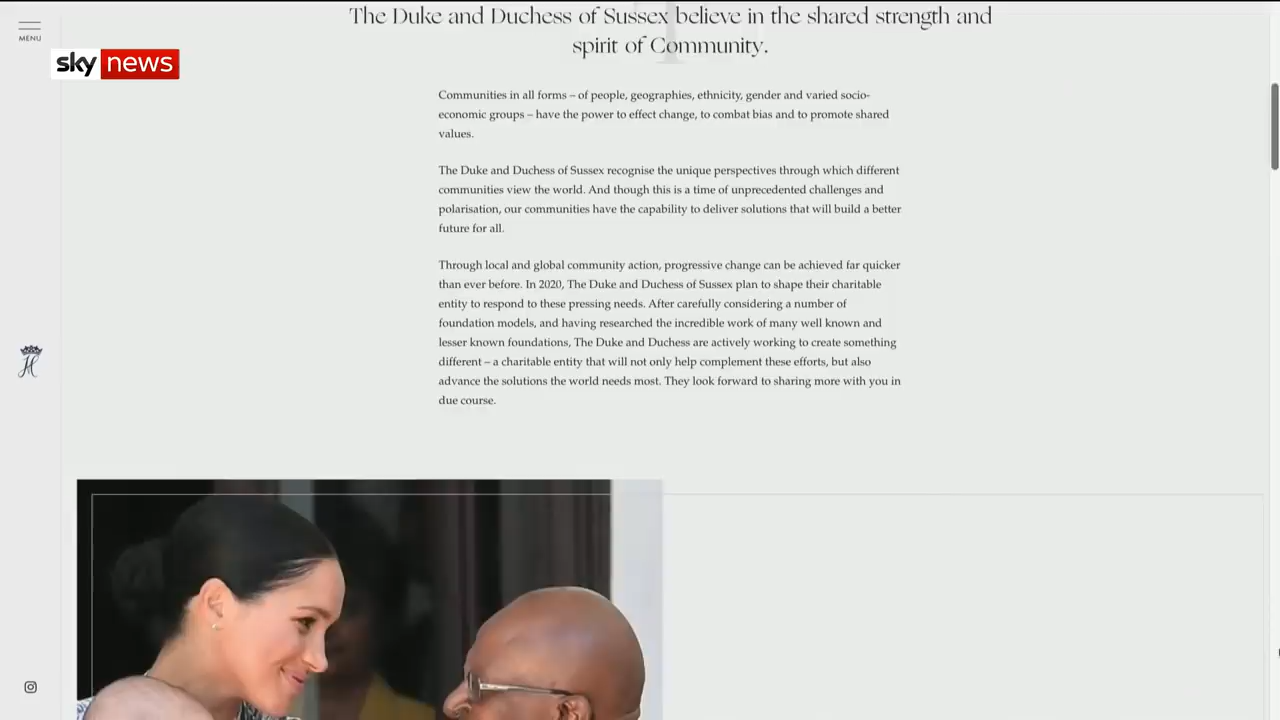 The Duke and Duchess of Sussex believe in the shared strength and
spirit of Community.
MENU
sky news
Communities in all forms – of people, geographies, ethnicity, gender and varied socio-
economic groups – have the power to effect change, to combat bias and to promote shared
values.
The Duke and Duchess of Sussex recognise the unique perspectives through which different
communities view the world. And though this is a time of unprecedented challenges and
polarisation, our communities have the capability to deliver solutions that will build a better
future for all.
Through local and global community action, progressive change can be achieved far quicker
than ever before. In 2020, The Duke and Duchess of Sussex plan to shape their charitable
entity to respond to these pressing needs. After carefully considering a number of
foundation models, and having researched the incredible work of many well known and
lesser known foundations, The Duke and Duchess are actively working to create something
different – a charitable entity that will not only help complement these efforts, but also
advance the solutions the world needs most. They look forward to sharing more with you in
due course.
H